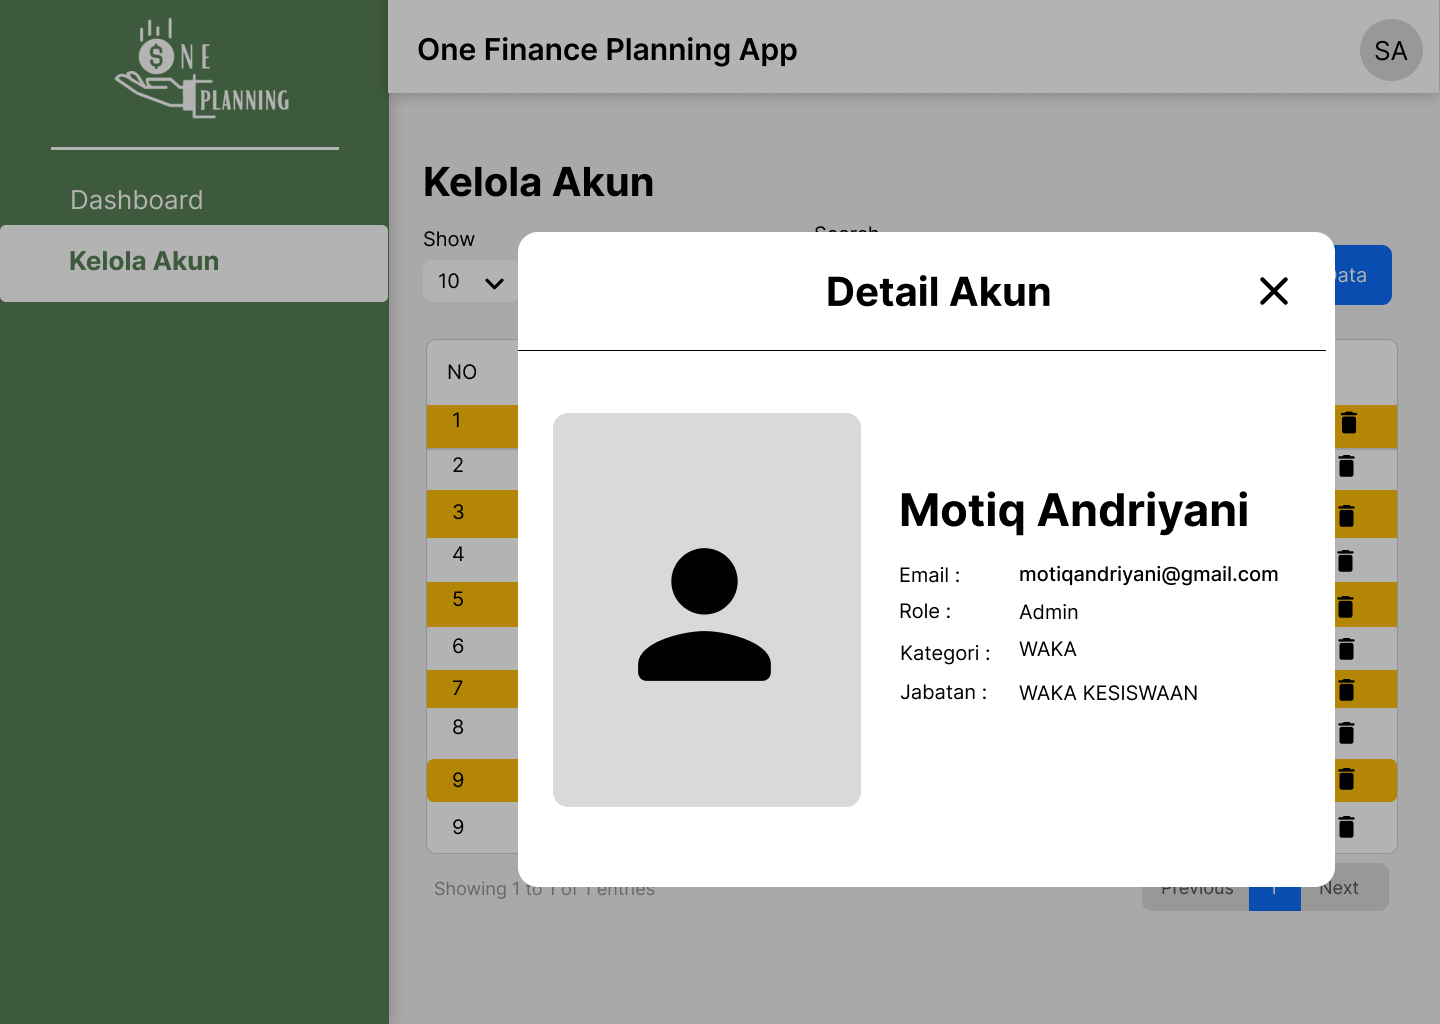 $ NE
PLANNING
One Finance Planning App
SA
Dashboard
Kelola Akun
Kelola Akun
Show
Search
10
Data
Detail Akun
NO
1
2
3
4
5
6
7
8
9
9
Motiq Andriyani
Email : motiqandriyani@gmail.com
Role : Admin
Kategori : WAKA
Jabatan : WAKA KESISWAAN
Showing 1 to 1 of 1 entries
Previous 1 Next